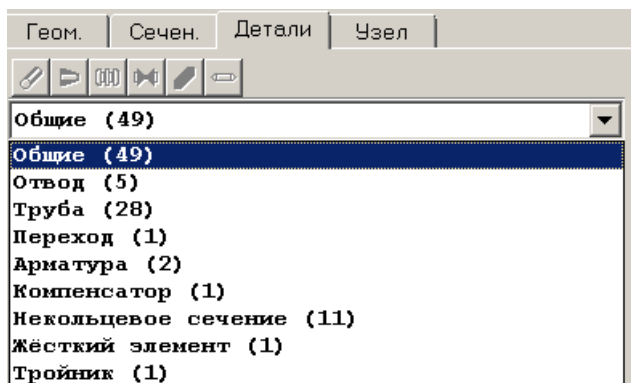 Геом. Сечен. Детали Узел
Общие (49)
Общие (49)
Отвод (5)
Труба (28)
Переход (1)
Арматура (2)
Компенсатор (1)
Некольцевое сечение (11)
Жёсткий элемент (1)
Тройник (1)